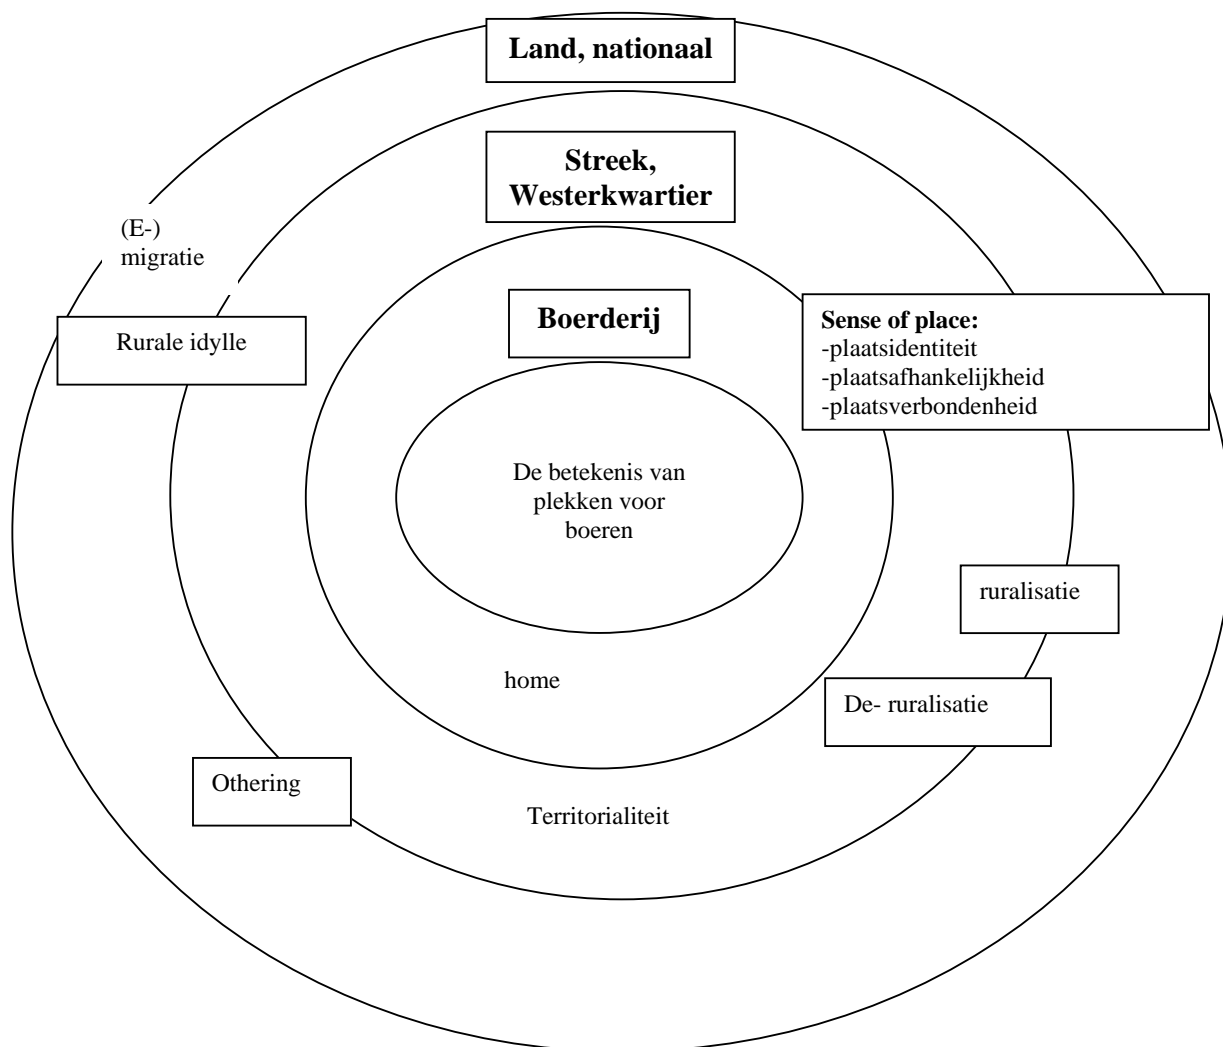 Land, nationaal
Streek,
Westerkwartier
(E-)
migratie
Boerderij
Sense of place:
-plaatsidentiteit
-plaatsafhankelijkheid
-plaatsverbondenheid
Rurale idylle
De betekenis van
plekken voor
boeren
ruralisatie
home
De- ruralisatie
Othering
Territorialiteit